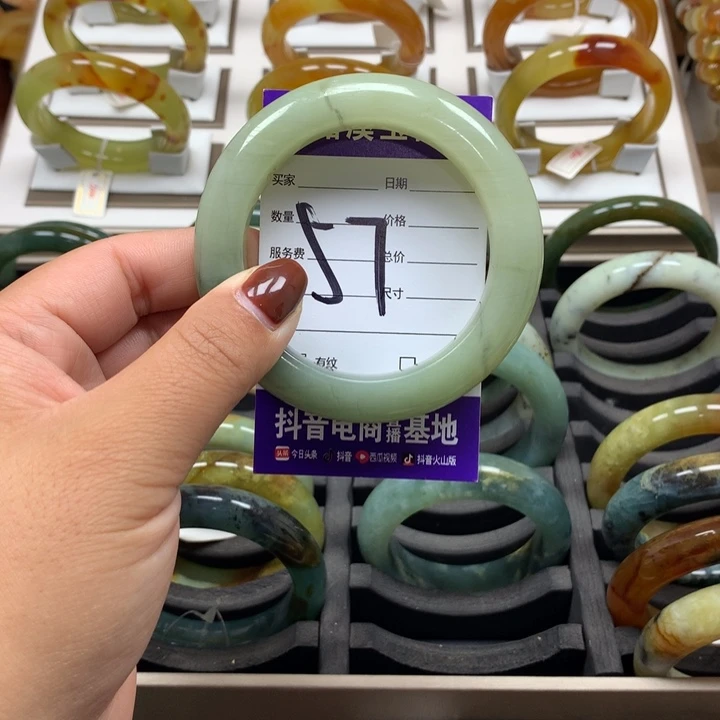 买家 日期
数量 价格
服务费 总价
尺寸
57
有纹
抖音电商直播基地
今日头条 抖音 西瓜视频 抖音火山版